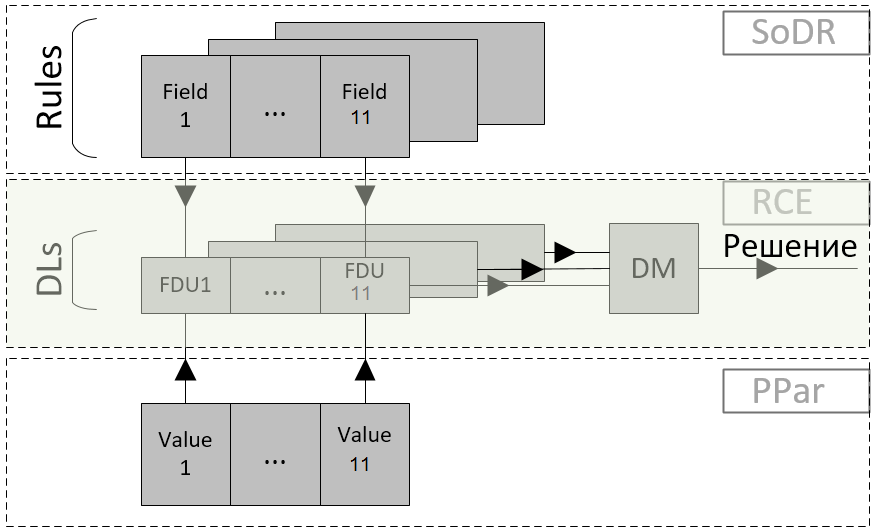 SoDR
Rules
Field
1
...
Field
11
RCE
DLs
FDU1
...
FDU
11
DM
Решение
PPar
Value
1
...
Value
11